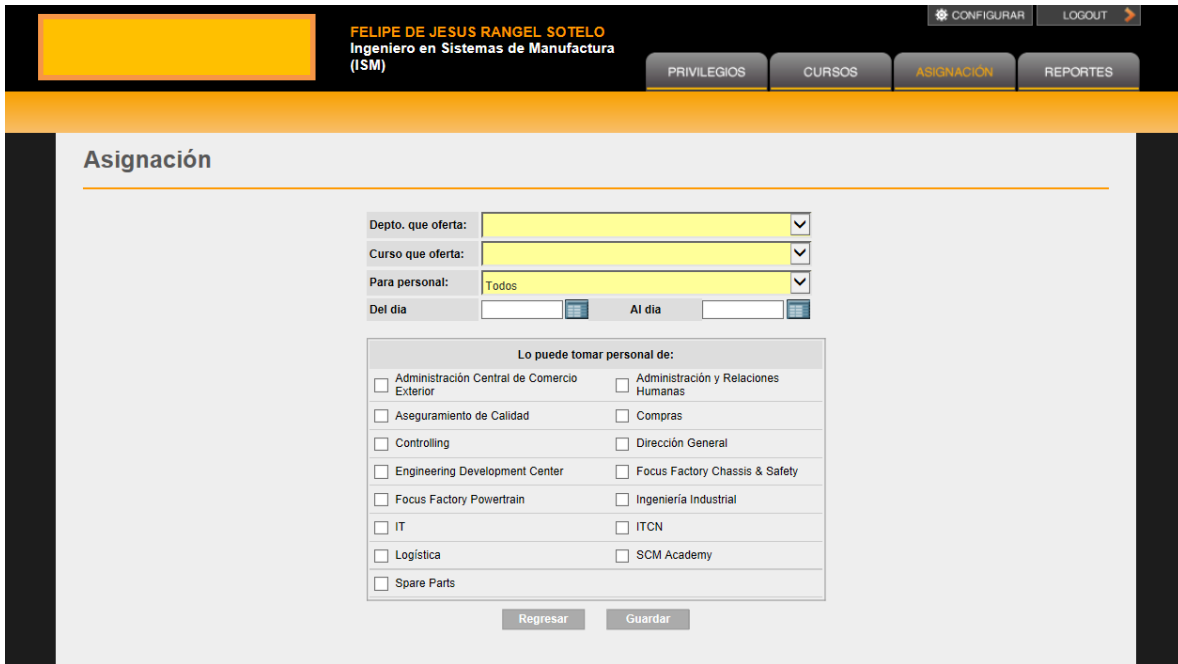 CONFIGURAR LOGOUT
FELIPE DE JESUS RANGEL SOTELO
Ingeniero en Sistemas de Manufactura
(ISM)
PRIVILEGIOS CURSOS ASIGNACIÓN REPORTES
Asignación
Depto. que oferta:
Curso que oferta:
Para personal: Todos
Del dia Al dia
Lo puede tomar personal de:
Administración Central de Comercio
Exterior
Administración y Relaciones
Humanas
Aseguramiento de Calidad Compras
Controlling Dirección General
Engineering Development Center Focus Factory Chassis & Safety
Focus Factory Powertrain Ingeniería Industrial
IT ITCN
Logística SCM Academy
Spare Parts
Regresar Guardar